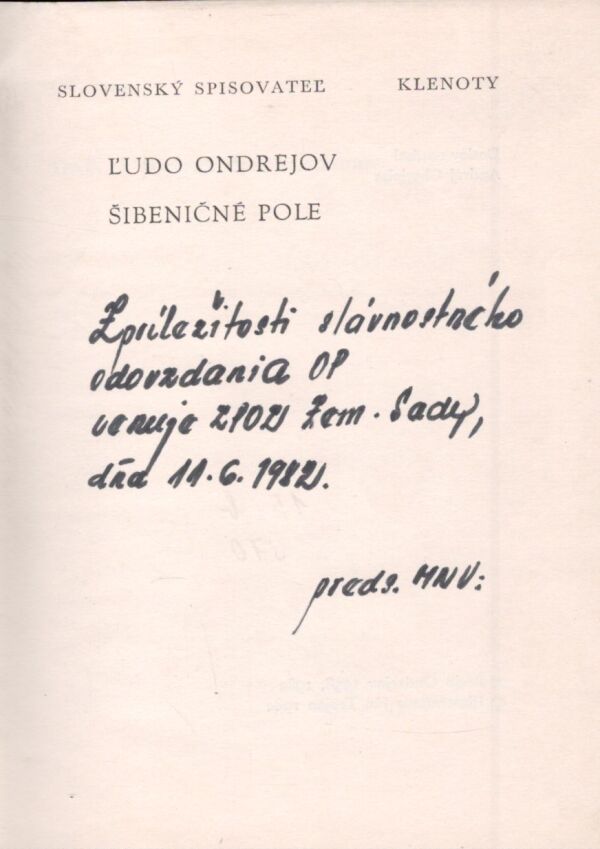 SLOVENSKÝ SPISOVATEĽ KLENOTY
ĽUDO ONDREJOV
ŠIBENIČNÉ POLE
Zpríležitosti slávnostného
odovzdania OP
venuje ZPOZ Zem. Sady,
dňa 11.6.1982.
preds. MNV: